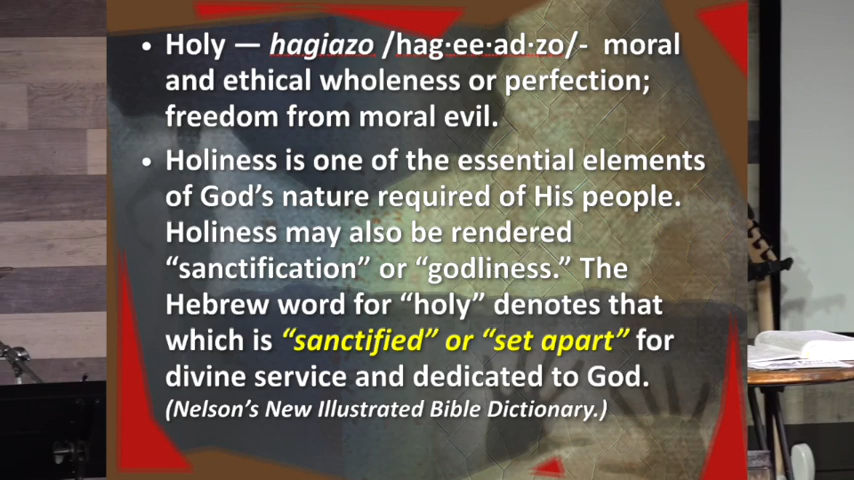 • Holy — hagiazo /hag·ee·ad·zo/- moral
and ethical wholeness or perfection;
freedom from moral evil.
• Holiness is one of the essential elements
of God’s nature required of His people.
Holiness may also be rendered
“sanctification” or “godliness.” The
Hebrew word for “holy” denotes that
which is “sanctified” or “set apart” for
divine service and dedicated to God.
(Nelson’s New Illustrated Bible Dictionary.)